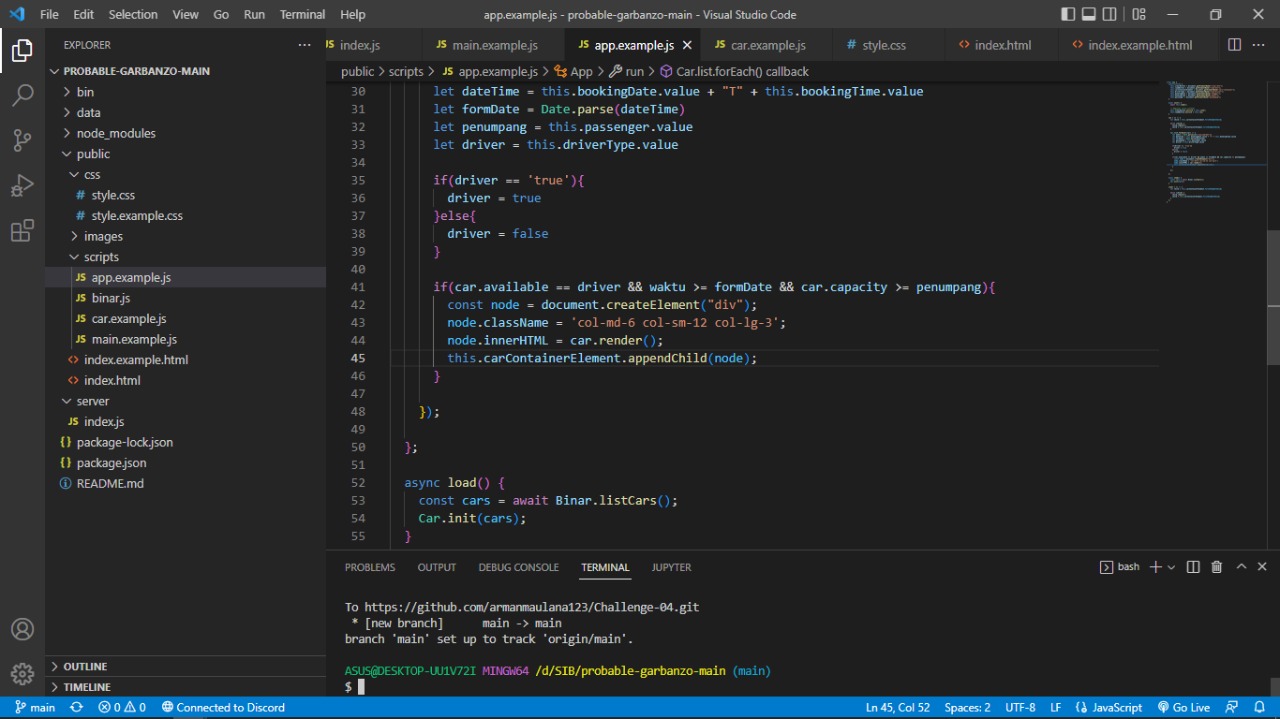 File Edit Selection View Go Run Terminal Help app.example.js - probable-garbanzo-main - Visual Studio Code
EXPLORER
PROBABLE-GARBANZO-MAIN
bin
data
node_modules
public
css
# style.css
# style.example.css
images
scripts
JS app.example.js
JS binar.js
JS car.example.js
JS main.example.js
<> index.example.html
<> index.html
server
JS index.js
{} package-lock.json
{} package.json
README.md
OUTLINE
TIMELINE
JS index.js JS main.example.js JS app.example.js JS car.example.js # style.css <> index.html <> index.example.html
public > scripts > JS app.example.js > App > run > Car.list.forEach() callback
30 let dateTime = this.bookingDate.value + "T" + this.bookingTime.value
31 let formDate = Date.parse(dateTime)
32 let penumpang = this.passenger.value
33 let driver = this.driverType.value
34
35 if(driver == 'true'){
36 driver = true
37 }else{
38 driver = false
39 }
40
41 if(car.available == driver && waktu >= formDate && car.capacity >= penumpang){
42 const node = document.createElement("div");
43 node.className = 'col-md-6 col-sm-12 col-lg-3';
44 node.innerHTML = car.render();
45 this.carContainerElement.appendChild(node);
46 }
47
48 });
49
50 };
51
52 async load() {
53 const cars = await Binar.listCars();
54 Car.init(cars);
55 }
PROBLEMS OUTPUT DEBUG CONSOLE TERMINAL JUPYTER bash
To https://github.com/armanmaulana123/Challenge-04.git
* [new branch] main -> main
branch 'main' set up to track 'origin/main'.
ASUS@DESKTOP-UU1V72I MINGW64 /d/SIB/probable-garbanzo-main (main)
$
main 0 0 Connected to Discord Ln 45, Col 52 Spaces: 2 UTF-8 LF {} JavaScript Go Live